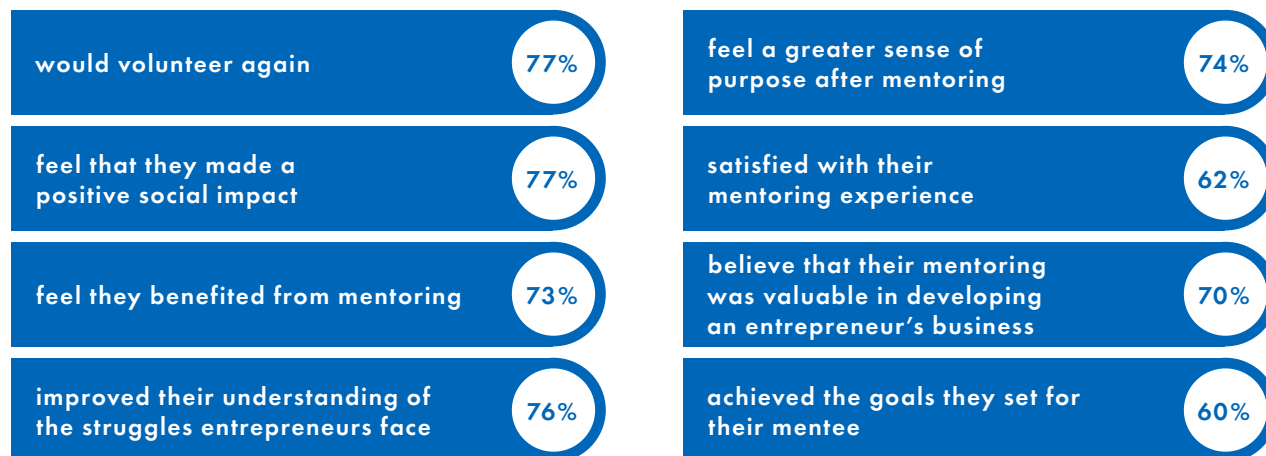 would volunteer again
77%
feel that they made a
positive social impact
77%
feel they benefited from mentoring
73%
improved their understanding of
the struggles entrepreneurs face
76%
feel a greater sense of
purpose after mentoring
74%
satisfied with their
mentoring experience
62%
believe that their mentoring
was valuable in developing
an entrepreneur’s business
70%
achieved the goals they set for
their mentee
60%